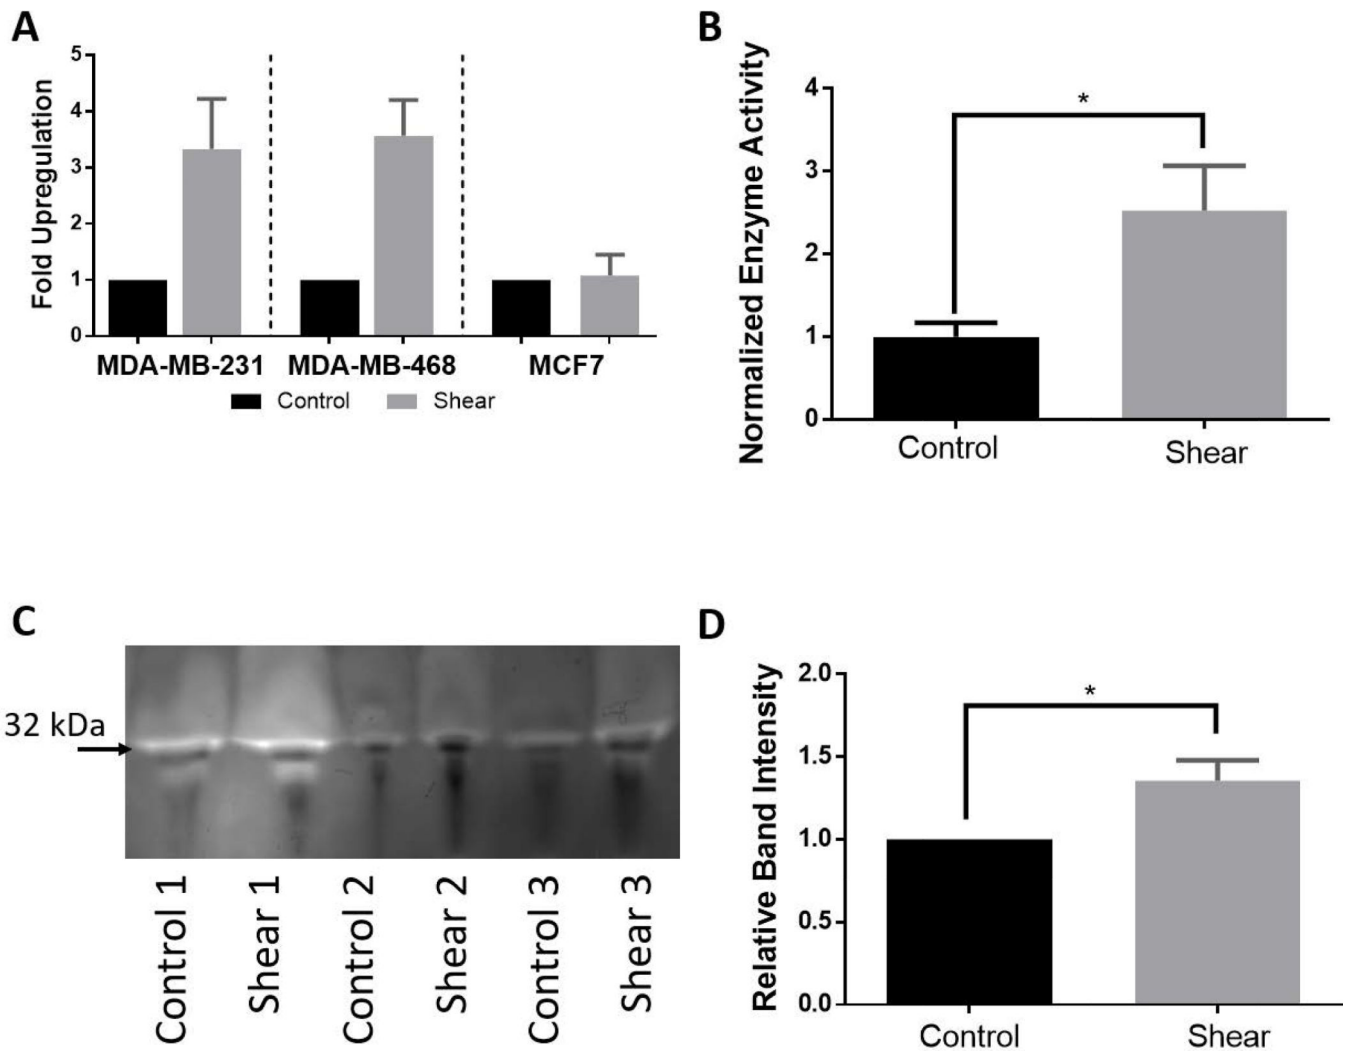 A
Fold Upregulation
5
4
3
2
1
0
MDA-MB-231 MDA-MB-468 MCF7
Control Shear
B
Normalized Enzyme Activity
4
3
2
1
0
*
Control Shear
C
32 kDa
Control 1
Shear 1
Control 2
Shear 2
Control 3
Shear 3
D
Relative Band Intensity
2.0
1.5
1.0
0.5
0.0
*
Control Shear